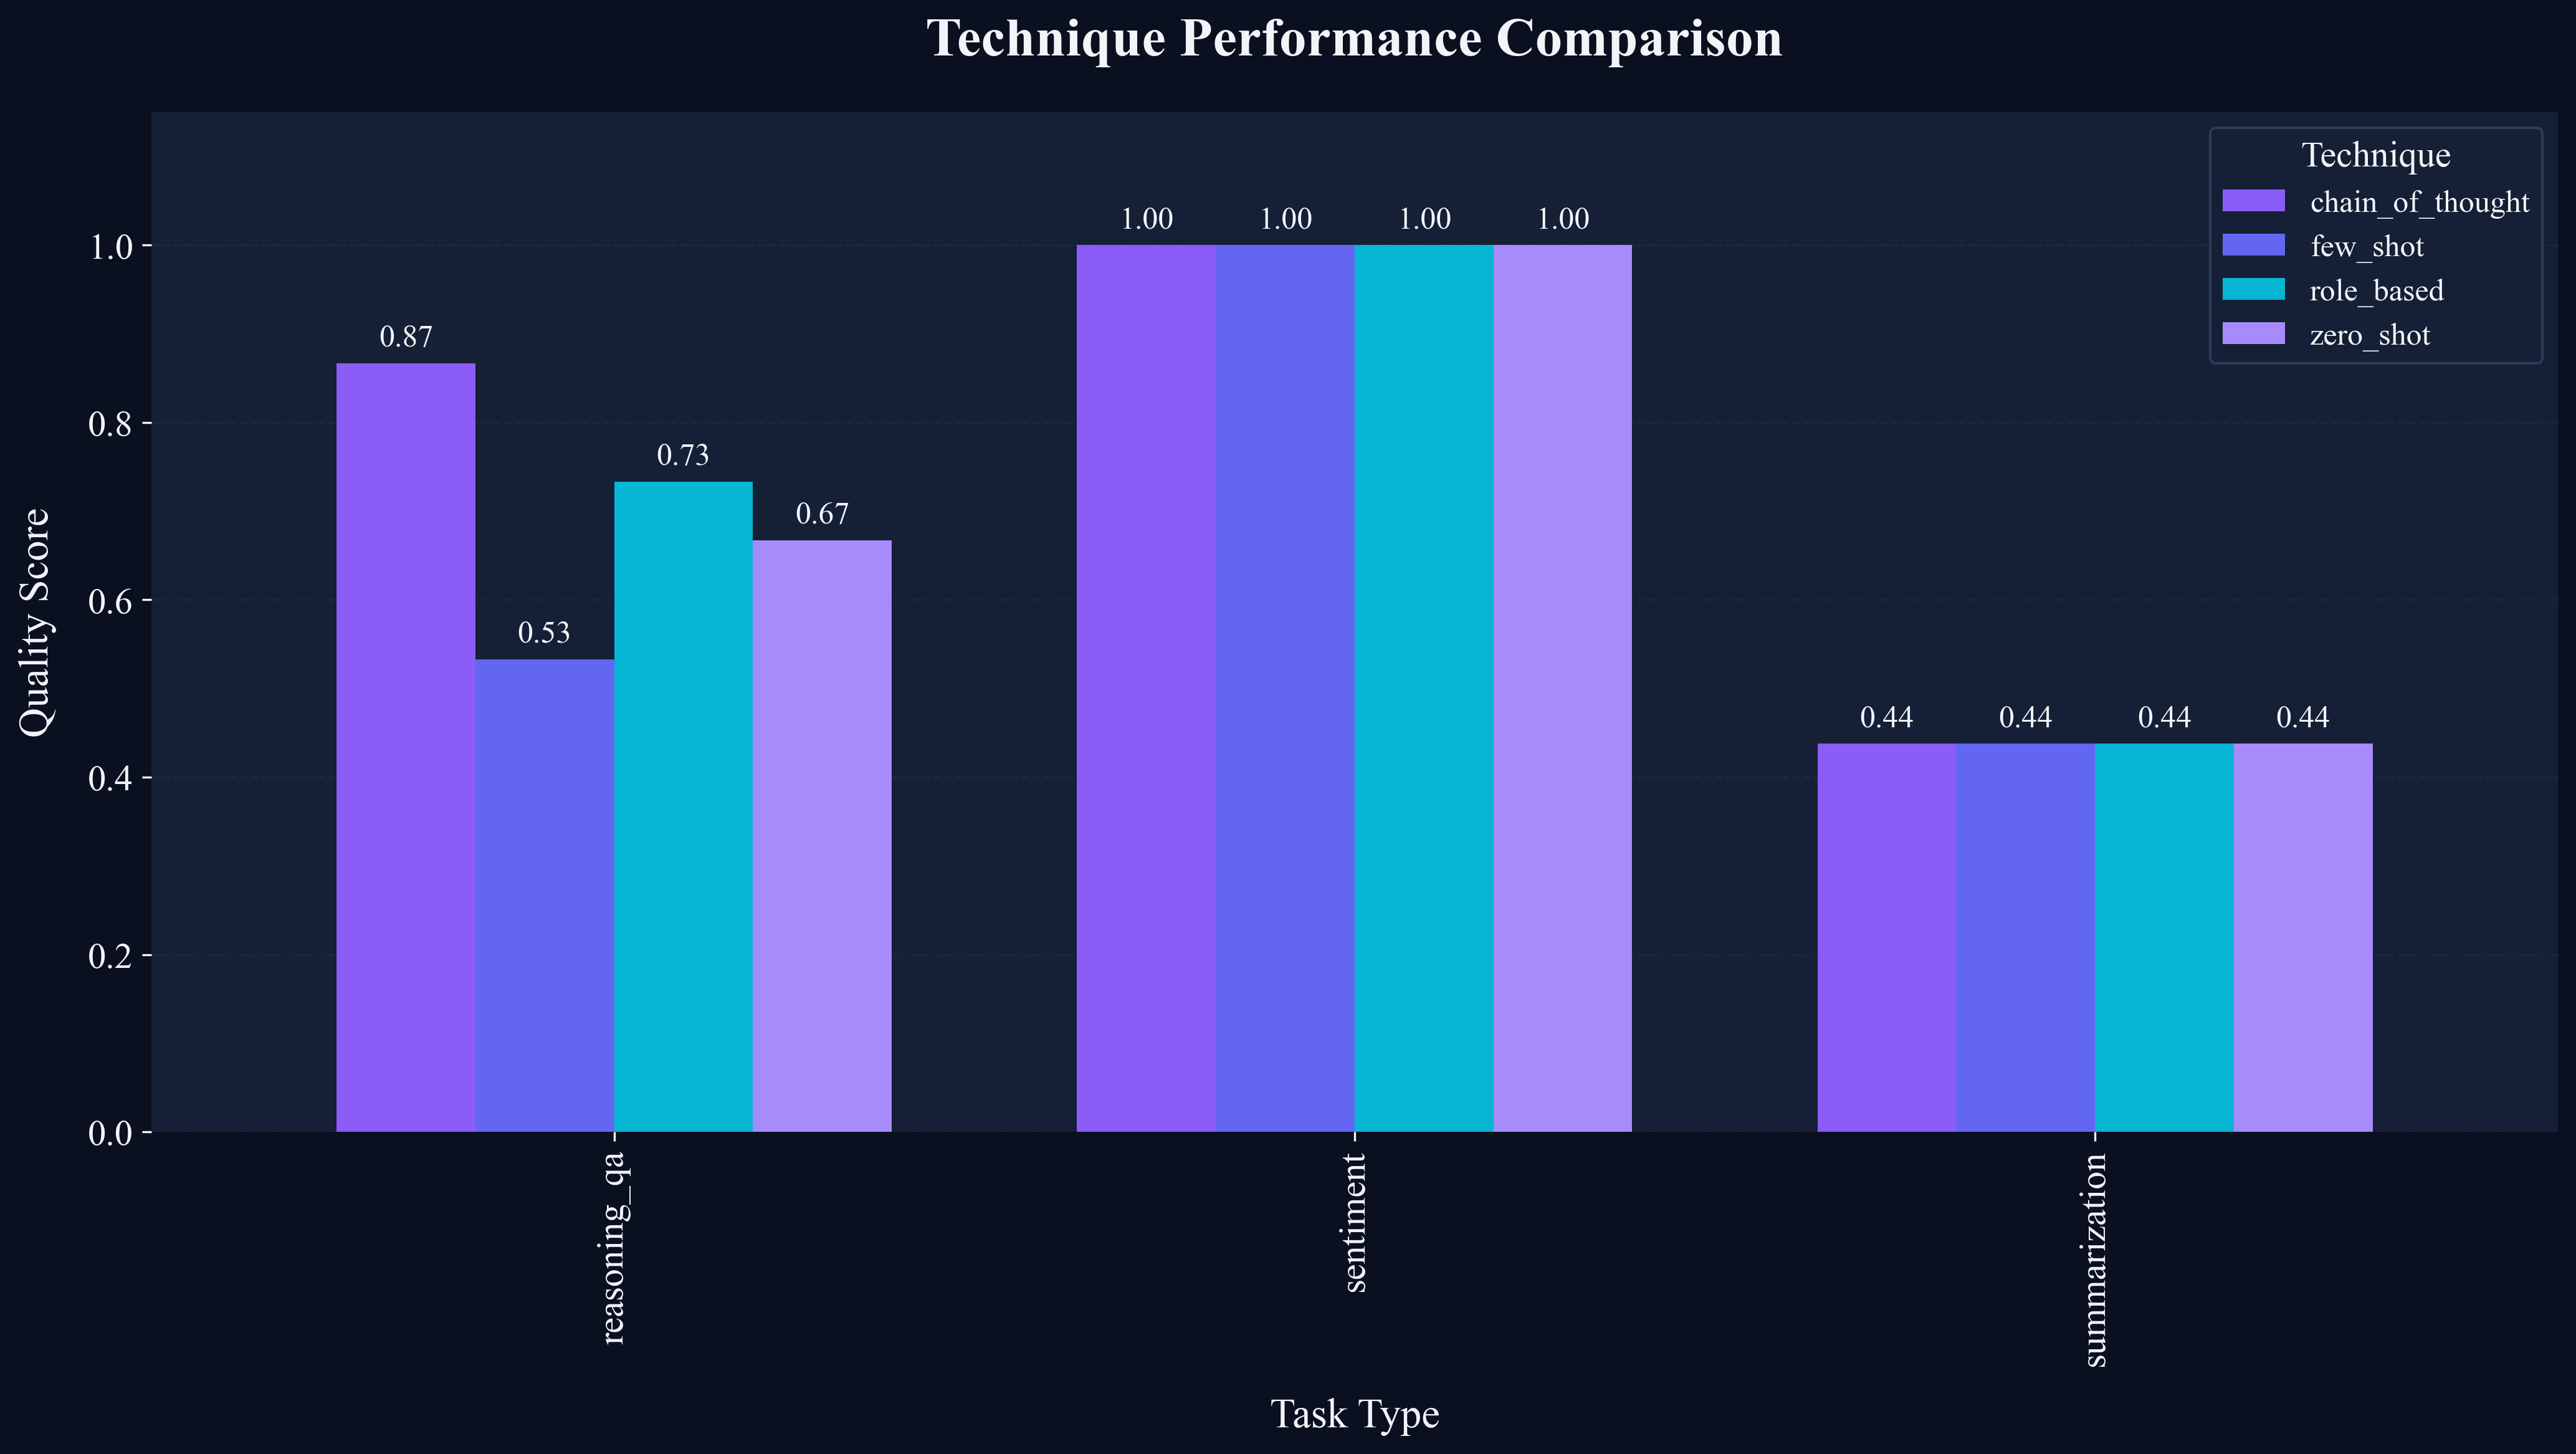 Technique Performance Comparison
Technique
chain_of_thought
few_shot
role_based
zero_shot
Quality Score
1.0
0.8
0.6
0.4
0.2
0.0
0.87
0.53
0.73
0.67
1.00
1.00
1.00
1.00
0.44
0.44
0.44
0.44
reasoning_qa
sentiment
summarization
Task Type